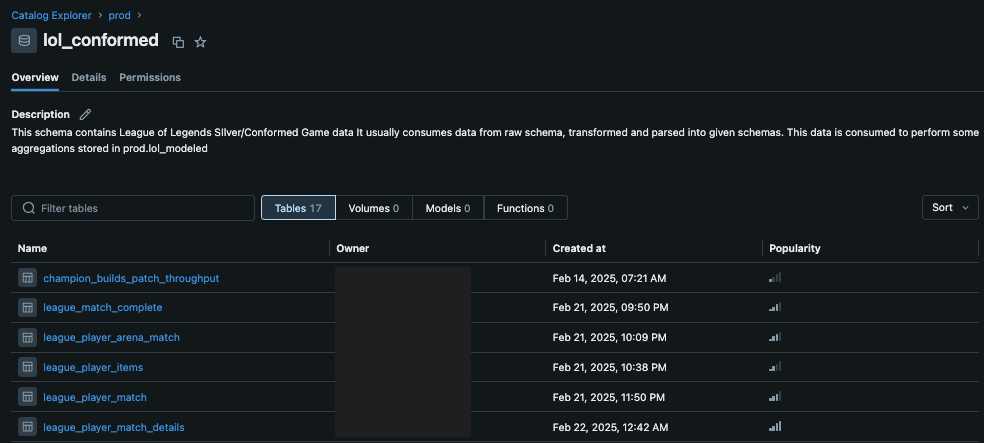 Catalog Explorer > prod >
lol_conformed
Overview Details Permissions
Description
This schema contains League of Legends SIlver/Conformed Game data It usually consumes data from raw schema, transformed and parsed into given schemas. This data is consumed to perform some
aggregations stored in prod.lol_modeled
Filter tables Tables 17 Volumes 0 Models 0 Functions 0 Sort
Name Owner Created at Popularity
champion_builds_patch_throughput Feb 14, 2025, 07:21 AM
league_match_complete Feb 21, 2025, 09:50 PM
league_player_arena_match Feb 21, 2025, 10:09 PM
league_player_items Feb 21, 2025, 10:38 PM
league_player_match Feb 21, 2025, 11:50 PM
league_player_match_details Feb 22, 2025, 12:42 AM